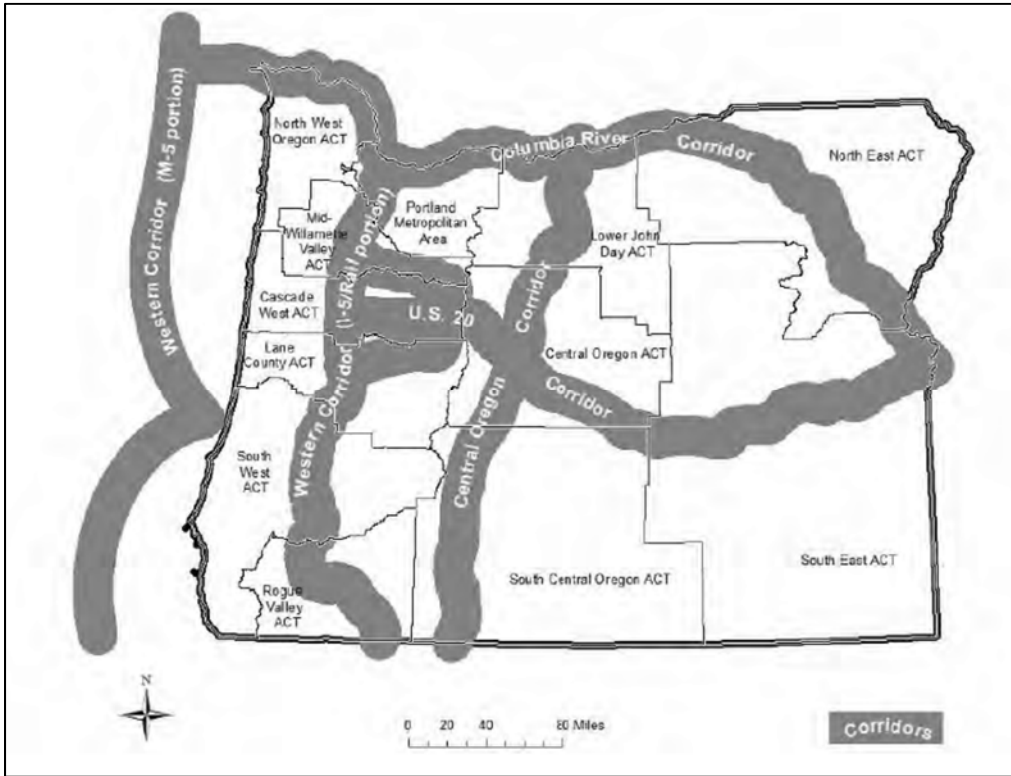 Western Corridor (M-5 portion)
North West
Oregon ACT
Columbia River
Corridor
North East ACT
Mid-
Willamette
Valley
ACT
Portland
Metropolitan
Area
Lower John
Day ACT
Western Corridor (I-5/Rail portion)
Cascade
West ACT
U.S. 20
Corridor
Lane
County ACT
Central Oregon
Corridor
Central Oregon ACT
South
West
ACT
Rogue
Valley
ACT
South Central Oregon ACT
South East ACT
N
0 20 40 80 Miles
Corridors